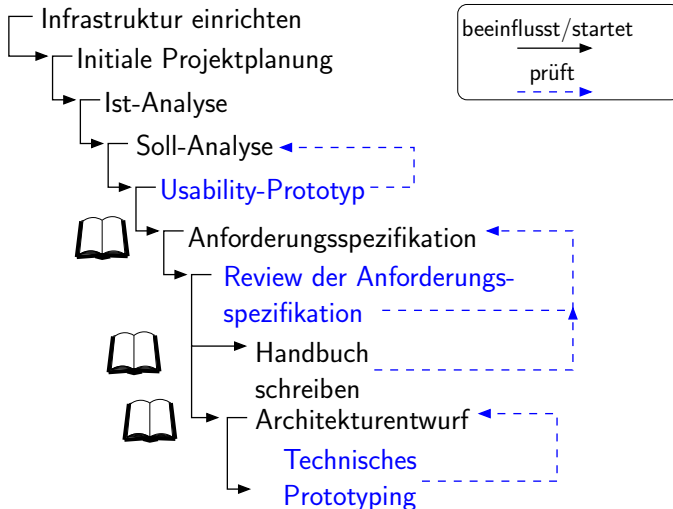 Infrastruktur einrichten
beeinflusst/startet
prüft
Initiale Projektplanung
Ist-Analyse
Soll-Analyse
Usability-Prototyp
Anforderungsspezifikation
Review der Anforderungs-
spezifikation
Handbuch
schreiben
Architekturentwurf
Technisches
Prototyping